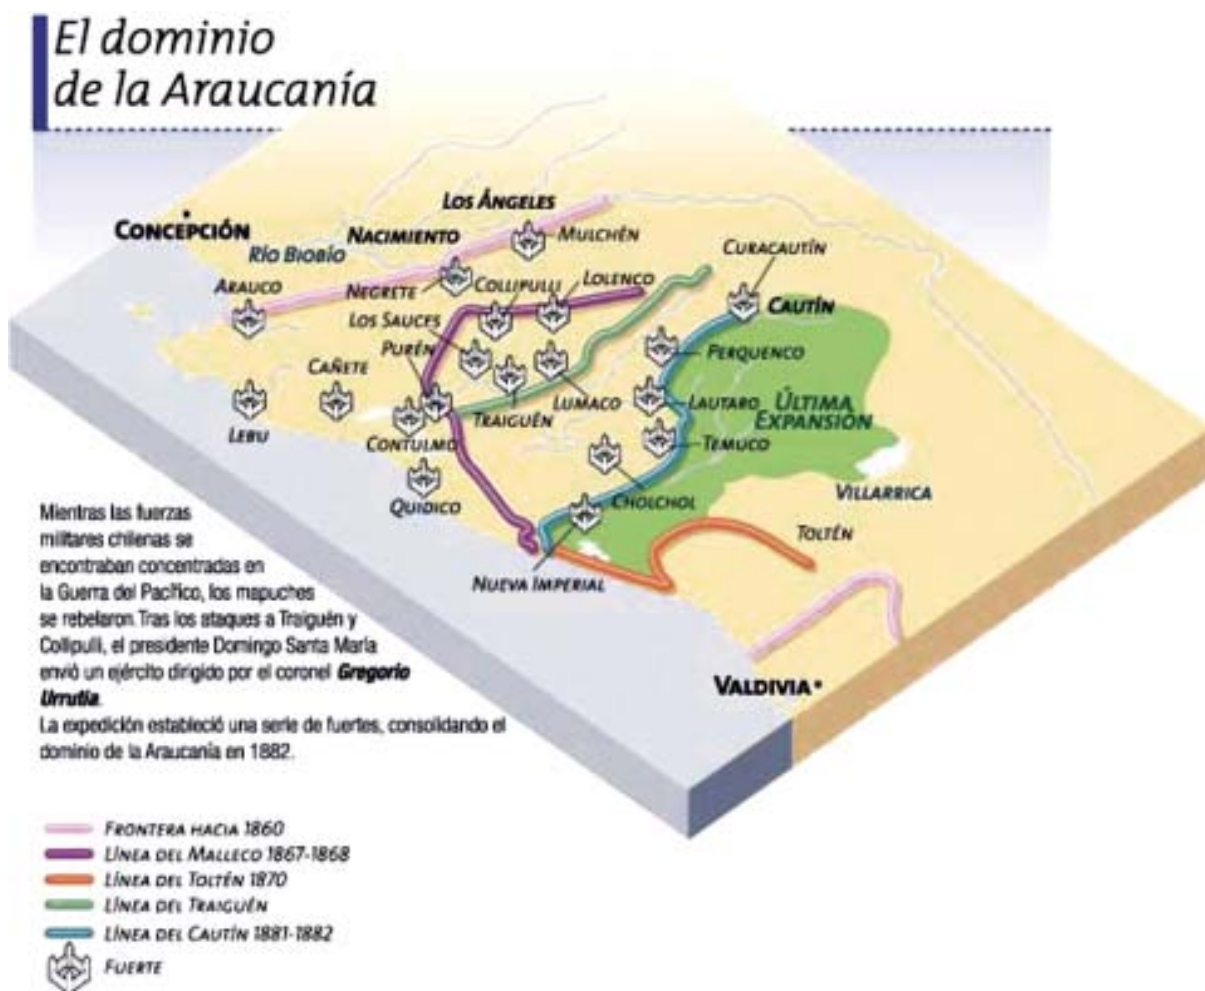 El dominio
de la Araucanía
Los Ángeles
Concepción
Nacimiento
Mulchén
Río Biobío
Curacautín
Arauco
Negrete
Collipulli
Lolenco
Los Sauces
Cautín
Purén
Perquenco
Cañete
Lautaro
Última
Expansión
Lebu
Traiguén
Lumaco
Contulmo
Temuco
Villarrica
Quidico
Cholchol
Toltén
Nueva Imperial
Valdivia
Mientras las fuerzas
militares chilenas se
encontraban concentradas en
la Guerra del Pacífico, los mapuches
se rebelaron. Tras los ataques a Traiguén y
Collipulli, el presidente Domingo Santa María
envió un ejército dirigido por el coronel Gregorio
Urrutia.
La expedición estableció una serie de fuertes, consolidando el
dominio de la Araucanía en 1882.
Frontera hacia 1860
Línea del Malleco 1867-1868
Línea del Toltén 1870
Línea del Traiguén
Línea del Cautín 1881-1882
Fuerte